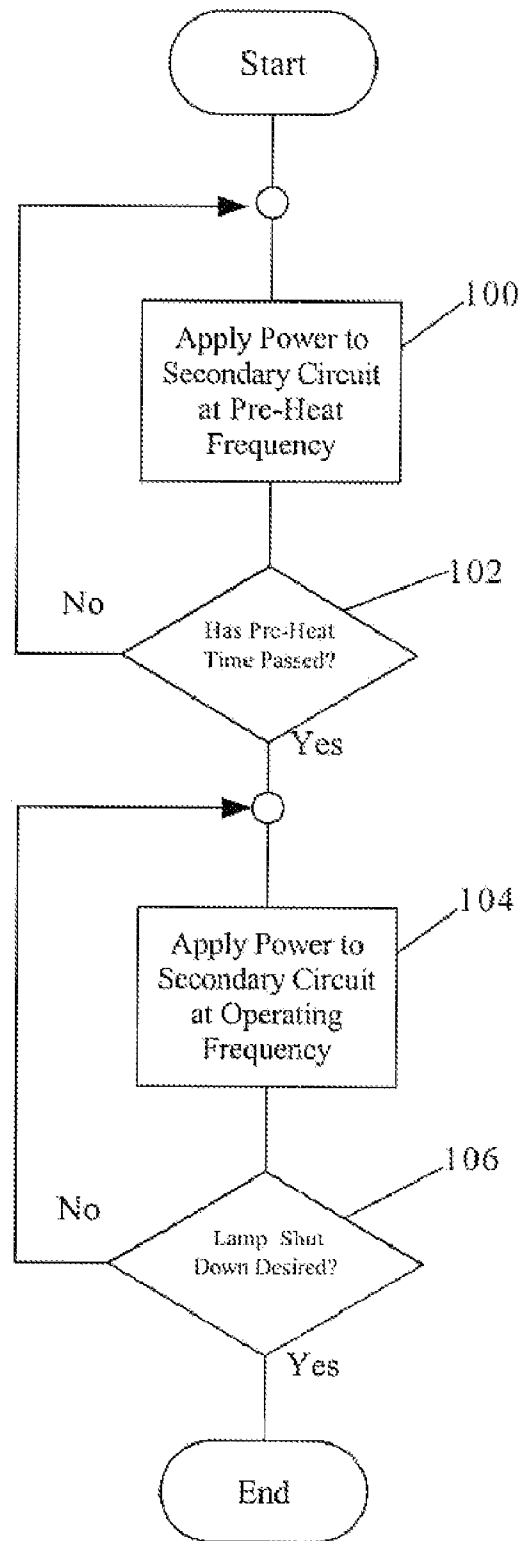 Start
100
Apply Power to
Secondary Circuit
at Pre-Heat
Frequency
102
No
Has Pre-Heat
Time Passed?
Yes
104
Apply Power to
Secondary Circuit
at Operating
Frequency
106
No
Lamp Shut
Down Desired?
Yes
End